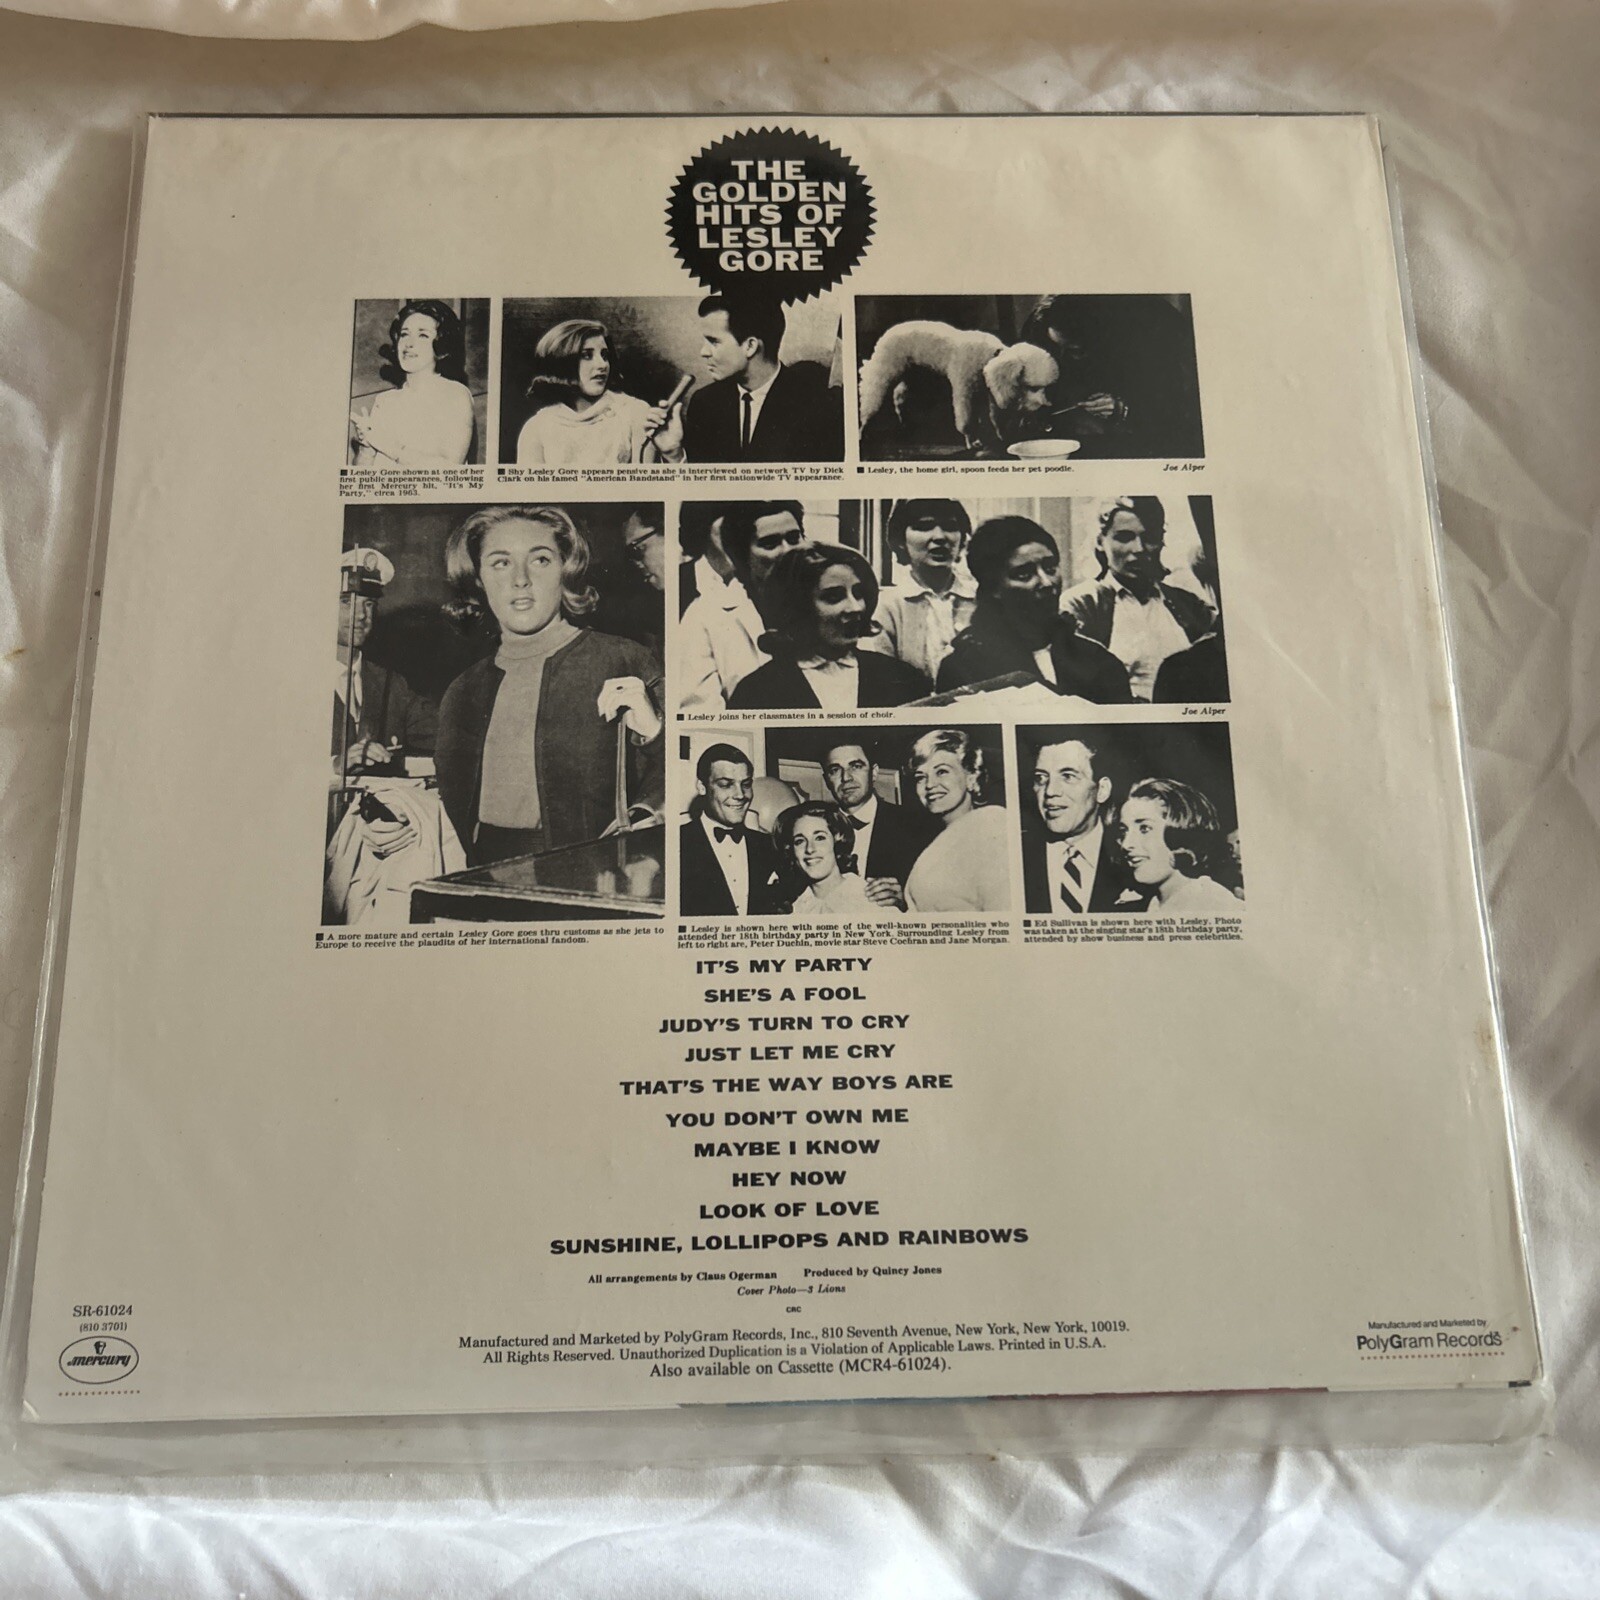 THE
GOLDEN
HITS OF
LESLEY
GORE
Lesley Gore shown at one of her
first public appearances, following
her first Mercury hit, "It's My
Party," circa 1963.
Shy Lesley Gore appears pensive as she is interviewed on network TV by Dick
Clark on his famed "American Bandstand" in her first nationwide TV appearance.
Lesley, the home girl, spoon feeds her pet poodle.
Joe Alper
A more mature and certain Lesley Gore goes thru customs as she jets to
Europe to receive the plaudits of her international fandom.
Lesley joins her classmates in a session of choir.
Joe Alper
Lesley is shown here with some of the well-known personalities who
attended her 18th birthday party in New York. Surrounding Lesley from
left to right are, Peter Duchin, movie star Steve Cochran and Jane Morgan.
Ed Sullivan is shown here with Lesley. Photo
was taken at the singing star's 18th birthday party,
attended by show business and press celebrities.
IT'S MY PARTY
SHE'S A FOOL
JUDY'S TURN TO CRY
JUST LET ME CRY
THAT'S THE WAY BOYS ARE
YOU DON'T OWN ME
MAYBE I KNOW
HEY NOW
LOOK OF LOVE
SUNSHINE, LOLLIPOPS AND RAINBOWS
All arrangements by Claus Ogerman Produced by Quincy Jones
Cover Photo—3 Lions
CRC
SR-61024
(810 3701)
mercury
Manufactured and Marketed by PolyGram Records, Inc., 810 Seventh Avenue, New York, New York, 10019.
All Rights Reserved. Unauthorized Duplication is a Violation of Applicable Laws. Printed in U.S.A.
Also available on Cassette (MCR4-61024).
Manufactured and Marketed by
PolyGram Records